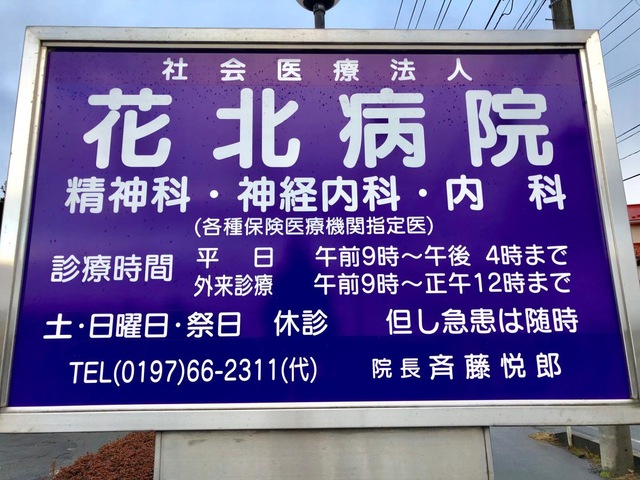 社会医療法人
花北病院
精神科・神経内科・内科
(各種保険医療機関指定医)
診療時間 平日 午前9時～午後 4時まで
外来診療 午前9時～正午12時まで
土・日曜日・祭日 休診 但し急患は随時
TEL(0197)66-2311(代) 院長 斉藤悦郎